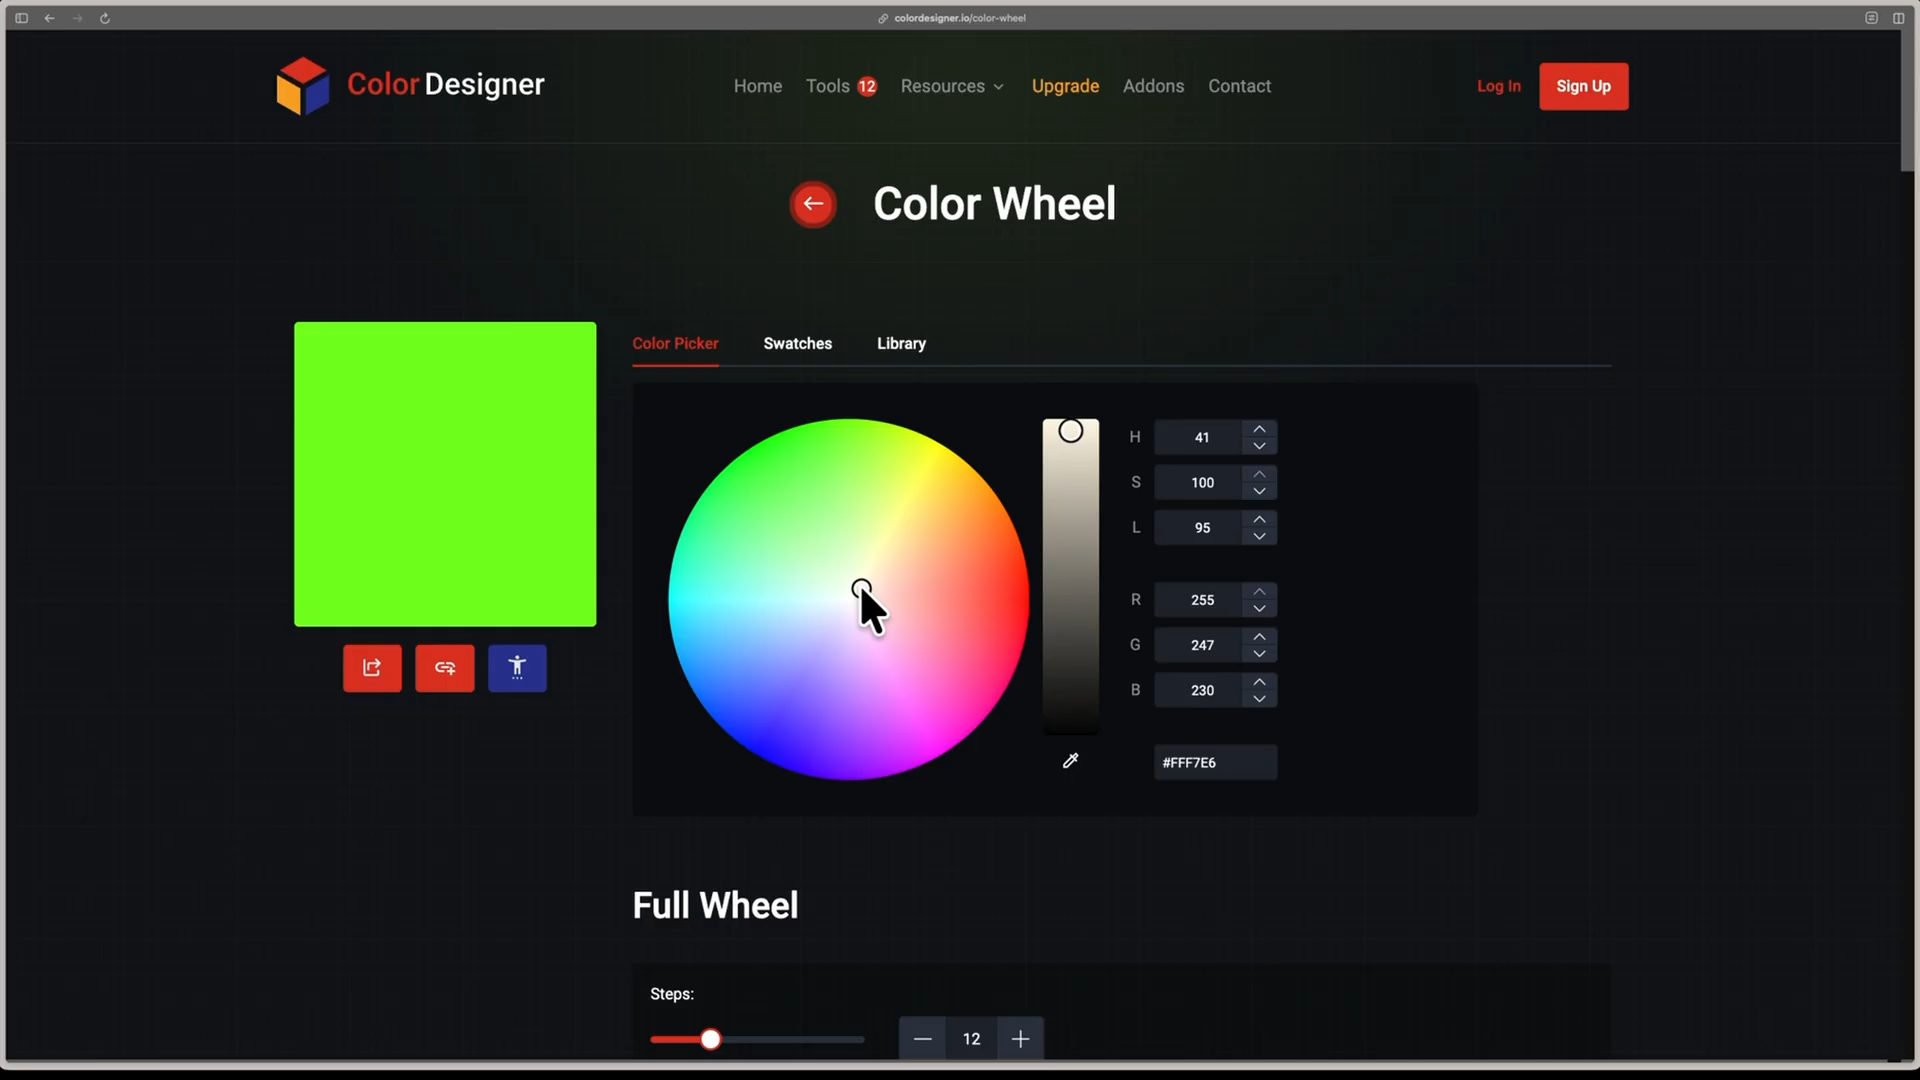 colordesigner.io/color-wheel
Color Designer
Home Tools 12 Resources Upgrade Addons Contact
Log In Sign Up
Color Wheel
Color Picker Swatches Library
H 41
S 100
L 95
R 255
G 247
B 230
#FFF7E6
Full Wheel
Steps:
12